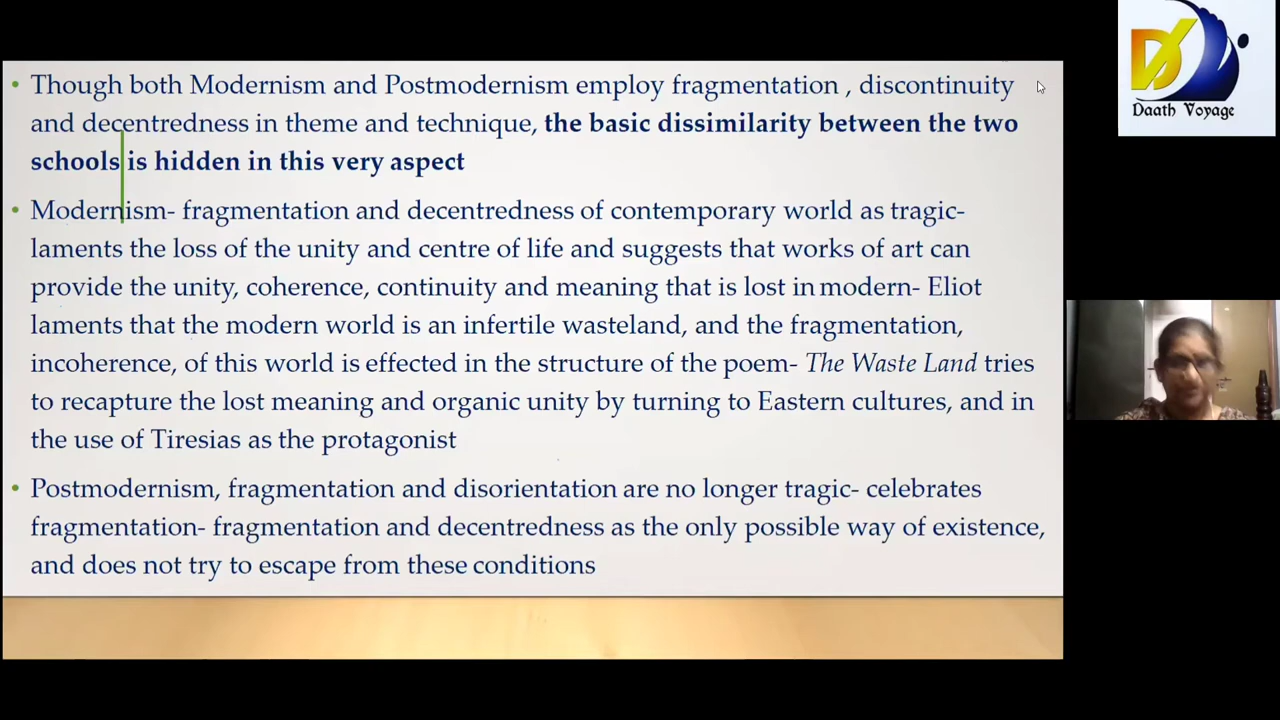 Though both Modernism and Postmodernism employ fragmentation , discontinuity
and decentredness in theme and technique, the basic dissimilarity between the two
schools is hidden in this very aspect
Modernism- fragmentation and decentredness of contemporary world as tragic-
laments the loss of the unity and centre of life and suggests that works of art can
provide the unity, coherence, continuity and meaning that is lost in modern- Eliot
laments that the modern world is an infertile wasteland, and the fragmentation,
incoherence, of this world is effected in the structure of the poem- The Waste Land tries
to recapture the lost meaning and organic unity by turning to Eastern cultures, and in
the use of Tiresias as the protagonist
Postmodernism, fragmentation and disorientation are no longer tragic- celebrates
fragmentation- fragmentation and decentredness as the only possible way of existence,
and does not try to escape from these conditions
Daath Voyage